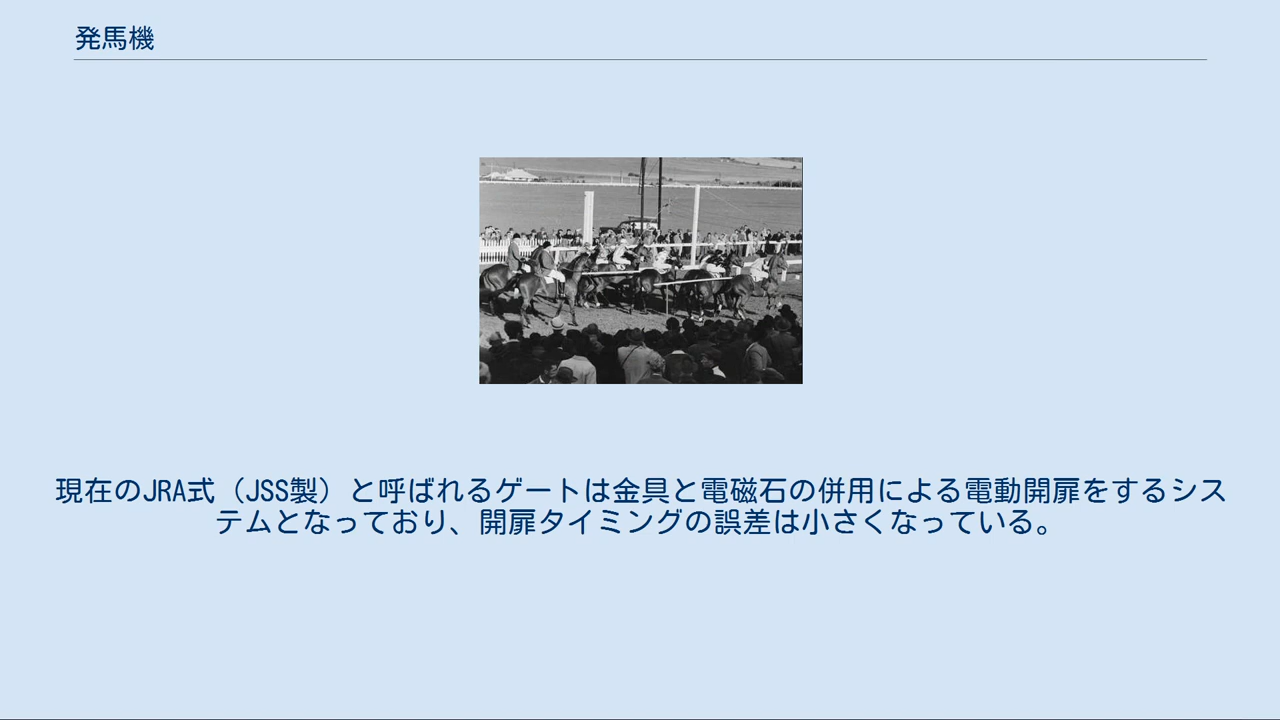 発馬機
現在のJRA式（JSS製）と呼ばれるゲートは金具と電磁石の併用による電動開扉をするシス
テムとなっており、開扉タイミングの誤差は小さくなっている。